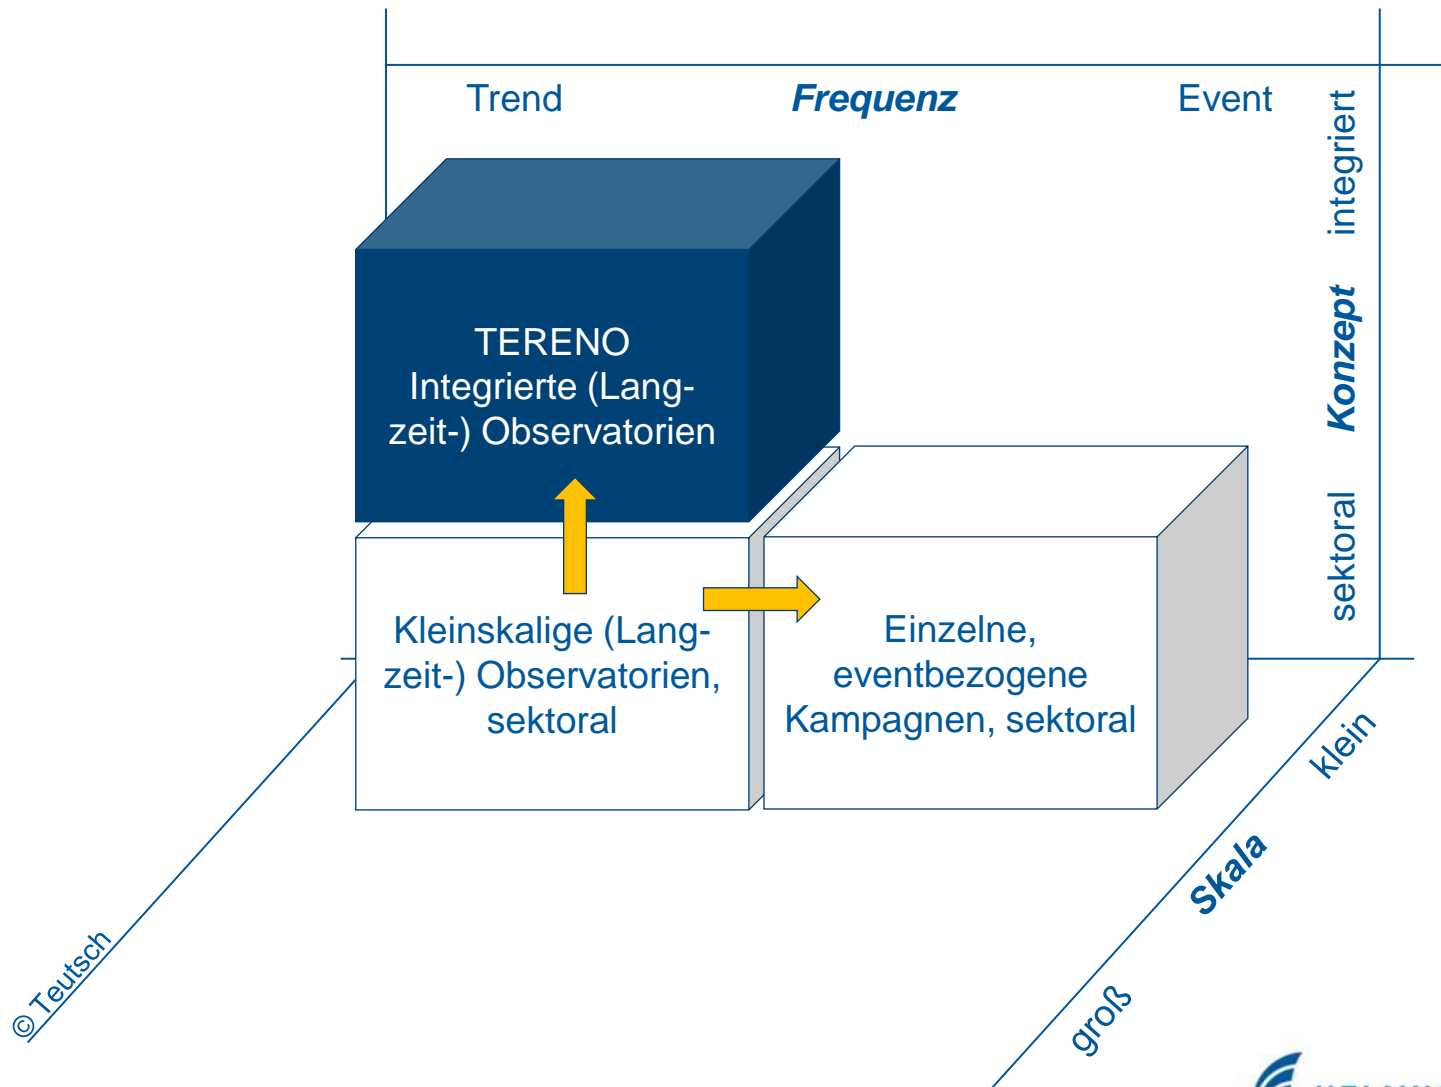 Trend
Frequenz
Event
integriert
Konzept
sektoral
TERENO
Integrierte (Lang-
zeit-) Observatorien
Kleinskalige (Lang-
zeit-) Observatorien,
sektoral
Einzelne,
eventbezogene
Kampagnen, sektoral
klein
Skala
groß
© Teutsch